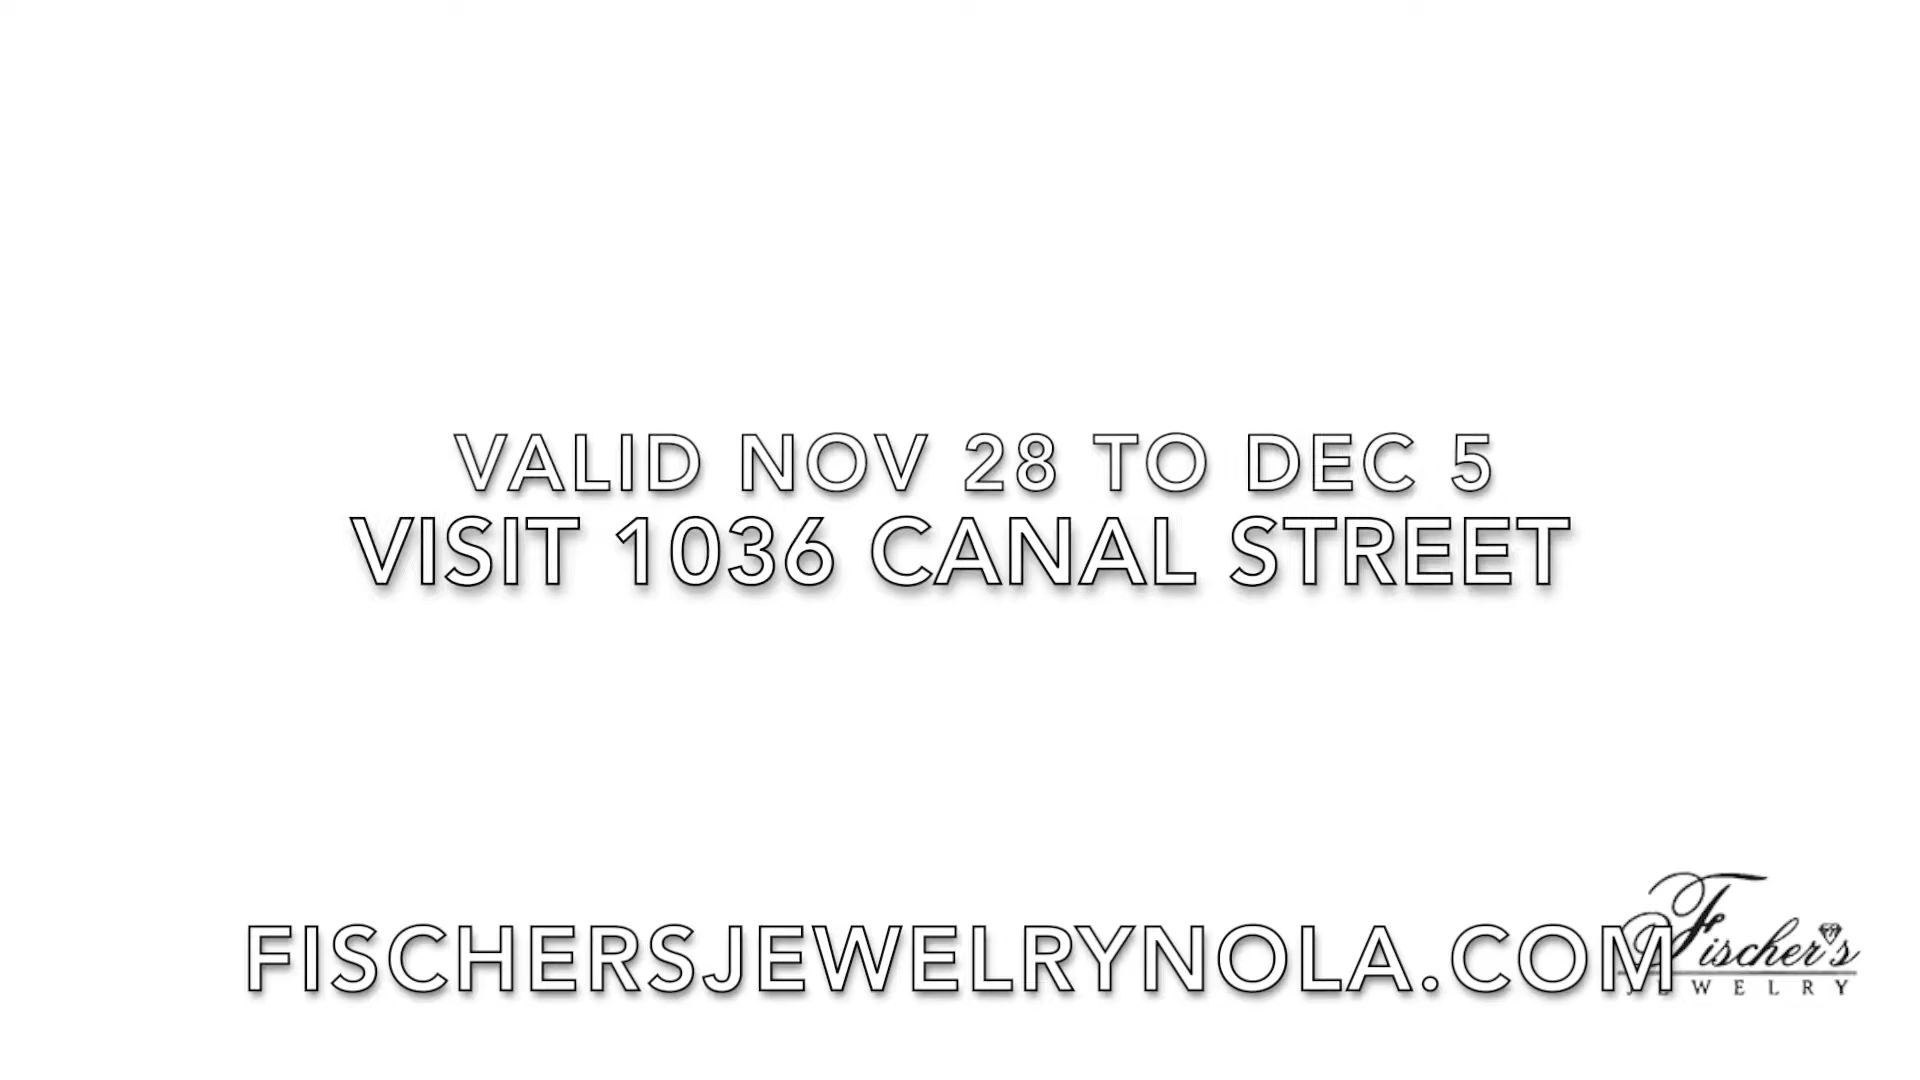 VALID NOV 28 TO DEC 5
VISIT 1036 CANAL STREET
FISCHERSJEWELRYNOLA.COM
Fischer's
JEWELRY